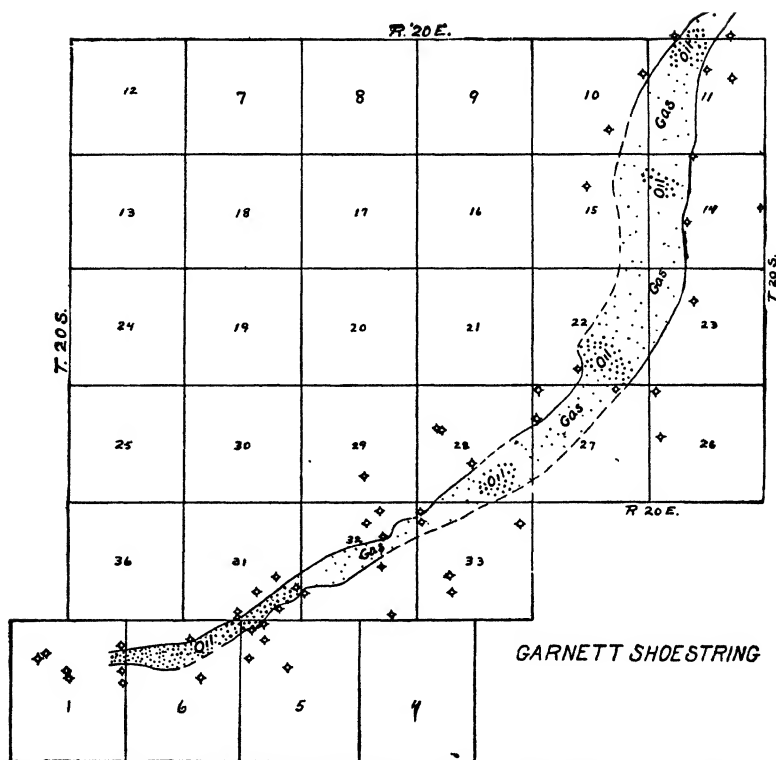 R. 20 E.
12 7 8 9 10 11
Oil
Gas
13 18 17 16 15 14
Oil
T. 20 S.
T. 20 S.
24 19 20 21 22 23
Gas
Oil
25 30 29 28 27 26
Gas
Oil
R 20 E.
36 31 32 33
Gas
GARNETT SHOESTRING
Oil
1 6 5 4